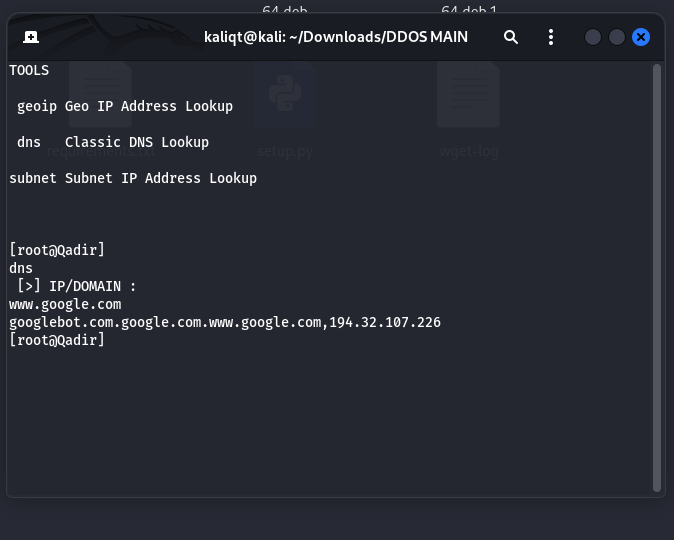 64.deb
64.deb.1
kaliqt@kali: ~/Downloads/DDOS MAIN
TOOLS
geoip Geo IP Address Lookup
dns Classic DNS Lookup
requirements.txt
setup.py
wget-log
subnet Subnet IP Address Lookup
[root@Qadir]
dns
[>] IP/DOMAIN :
www.google.com
googlebot.com.google.com.www.google.com,194.32.107.226
[root@Qadir]